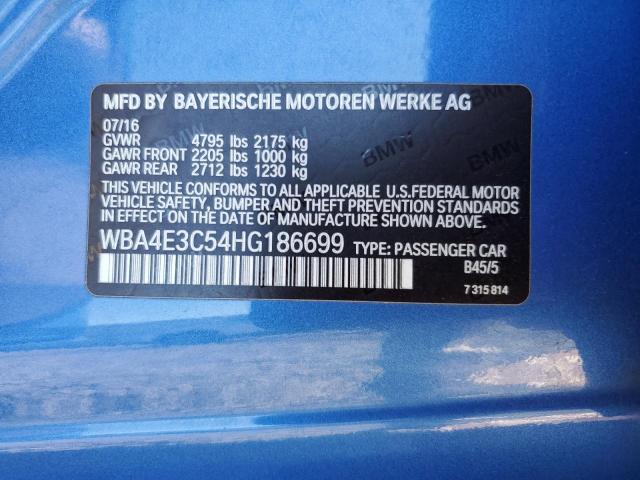 MFD BY BAYERISCHE MOTOREN WERKE AG
07/16
GVWR 4795 lbs 2175 kg
GAWR FRONT 2205 lbs 1000 kg
GAWR REAR 2712 lbs 1230 kg
THIS VEHICLE CONFORMS TO ALL APPLICABLE U.S.FEDERAL MOTOR
VEHICLE SAFETY, BUMPER AND THEFT PREVENTION STANDARDS
IN EFFECT ON THE DATE OF MANUFACTURE SHOWN ABOVE.
WBA4E3C54HG186699 TYPE: PASSENGER CAR
B45/5
7 315 814